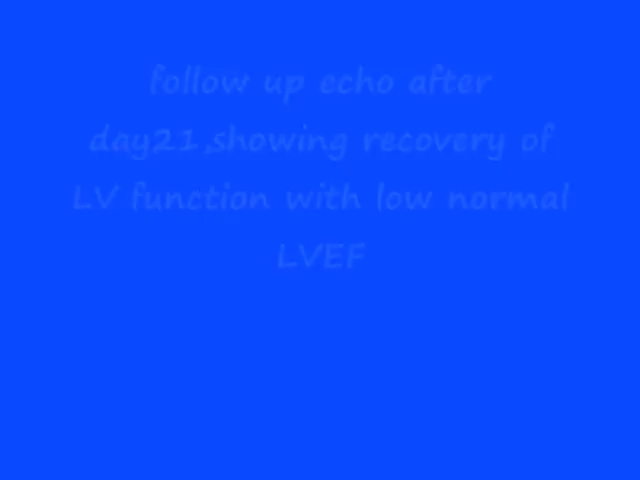 follow up echo after
day21,showing recovery of
LV function with low normal
LVEF